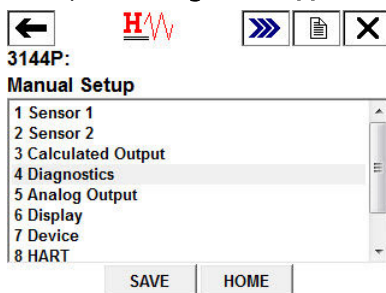 H
3144P:
Manual Setup
1 Sensor 1
2 Sensor 2
3 Calculated Output
4 Diagnostics
5 Analog Output
6 Display
7 Device
8 HART
SAVE HOME